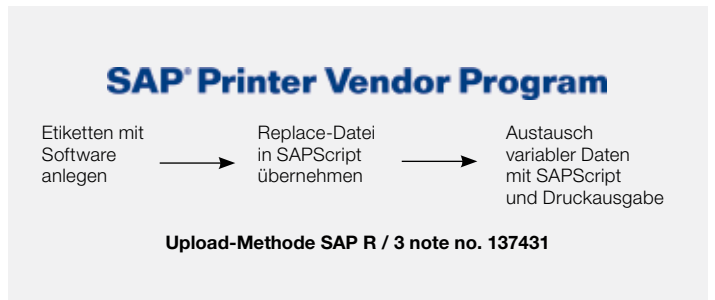 SAP® Printer Vendor Program
Etiketten mit
Software
anlegen
Replace-Datei
in SAPScript
übernehmen
Austausch
variabler Daten
mit SAPScript
und Druckausgabe
Upload-Methode SAP R / 3 note no. 137431